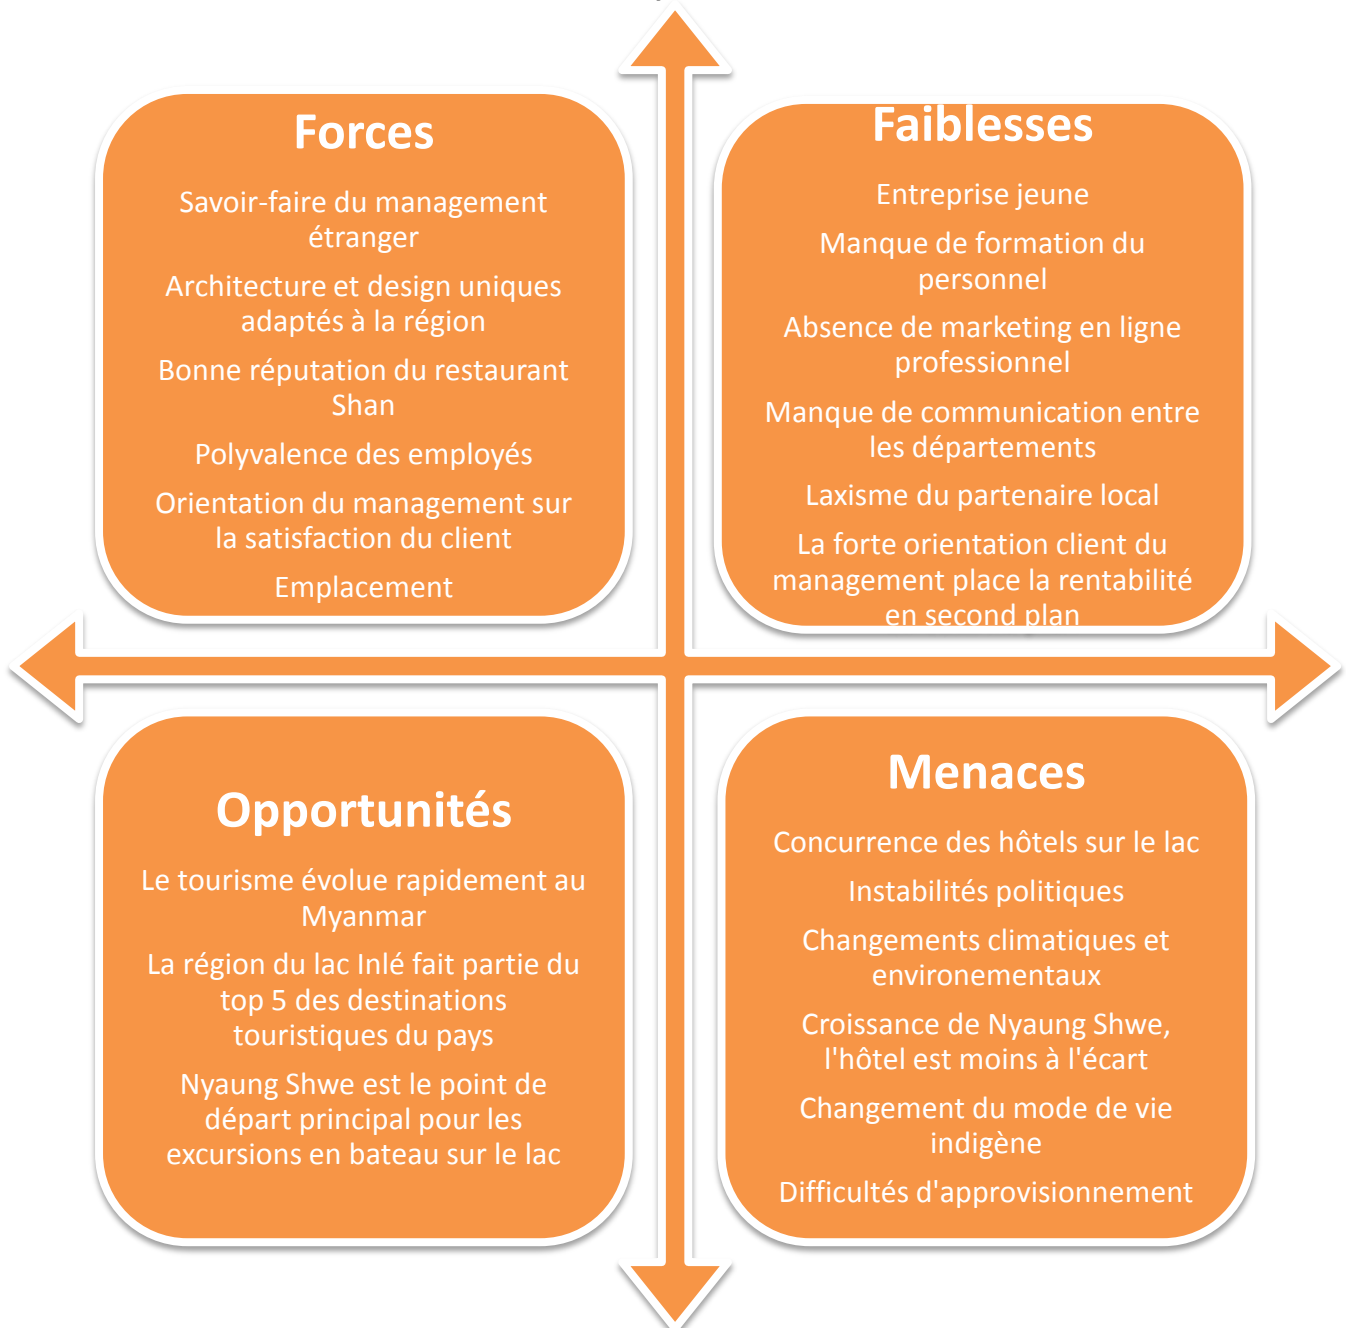 Forces
Savoir-faire du management
étranger
Architecture et design uniques
adaptés à la région
Bonne réputation du restaurant
Shan
Polyvalence des employés
Orientation du management sur
la satisfaction du client
Emplacement
Faiblesses
Entreprise jeune
Manque de formation du
personnel
Absence de marketing en ligne
professionnel
Manque de communication entre
les départements
Laxisme du partenaire local
La forte orientation client du
management place la rentabilité
en second plan
Opportunités
Le tourisme évolue rapidement au
Myanmar
La région du lac Inlé fait partie du
top 5 des destinations
touristiques du pays
Nyaung Shwe est le point de
départ principal pour les
excursions en bateau sur le lac
Menaces
Concurrence des hôtels sur le lac
Instabilités politiques
Changements climatiques et
environementaux
Croissance de Nyaung Shwe,
l'hôtel est moins à l'écart
Changement du mode de vie
indigène
Difficultés d'approvisionnement